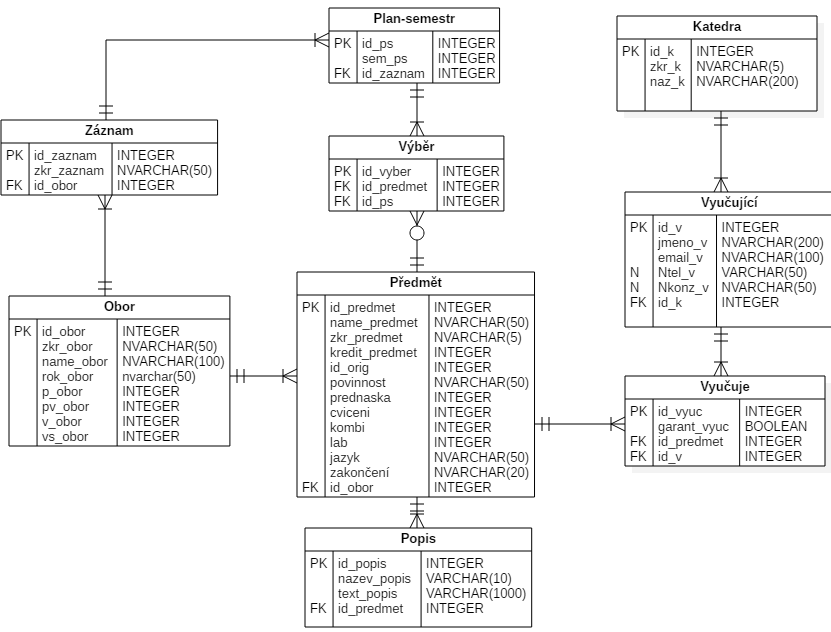 Plan-semestr
PK id_ps INTEGER
sem_ps INTEGER
FK id_zaznam INTEGER
Katedra
PK id_k INTEGER
zkr_k NVARCHAR(5)
naz_k NVARCHAR(200)
Záznam
PK id_zaznam INTEGER
zkr_zaznam NVARCHAR(50)
FK id_obor INTEGER
Výběr
PK id_vyber INTEGER
FK id_predmet INTEGER
FK id_ps INTEGER
Vyučující
PK id_v INTEGER
jmeno_v NVARCHAR(200)
email_v NVARCHAR(100)
N Ntel_v VARCHAR(50)
N Nkonz_v NVARCHAR(50)
FK id_k INTEGER
Obor
PK id_obor INTEGER
zkr_obor NVARCHAR(50)
name_obor NVARCHAR(100)
rok_obor nvarchar(50)
p_obor INTEGER
pv_obor INTEGER
v_obor INTEGER
vs_obor INTEGER
Předmět
PK id_predmet INTEGER
name_predmet NVARCHAR(50)
zkr_predmet NVARCHAR(5)
kredit_predmet INTEGER
id_orig INTEGER
povinnost NVARCHAR(50)
prednaska INTEGER
cviceni INTEGER
kombi INTEGER
lab INTEGER
jazyk NVARCHAR(50)
zakončení NVARCHAR(20)
FK id_obor INTEGER
Vyučuje
PK id_vyuc INTEGER
garant_vyuc BOOLEAN
FK id_predmet INTEGER
FK id_v INTEGER
Popis
PK id_popis INTEGER
nazev_popis VARCHAR(10)
text_popis VARCHAR(1000)
FK id_predmet INTEGER